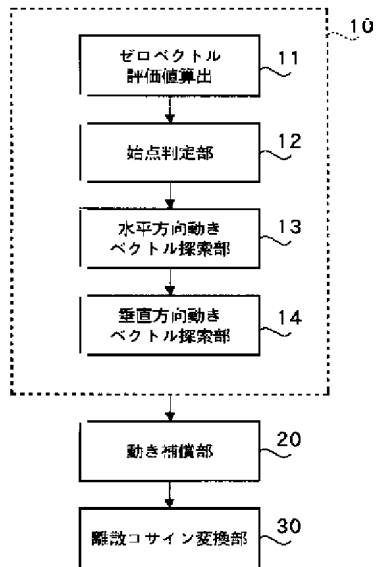 10
ゼロベクトル
評価値算出
11
始点判定部
12
水平方向動き
ベクトル探索部
13
垂直方向動き
ベクトル探索部
14
動き補償部
20
離散コサイン変換部
30